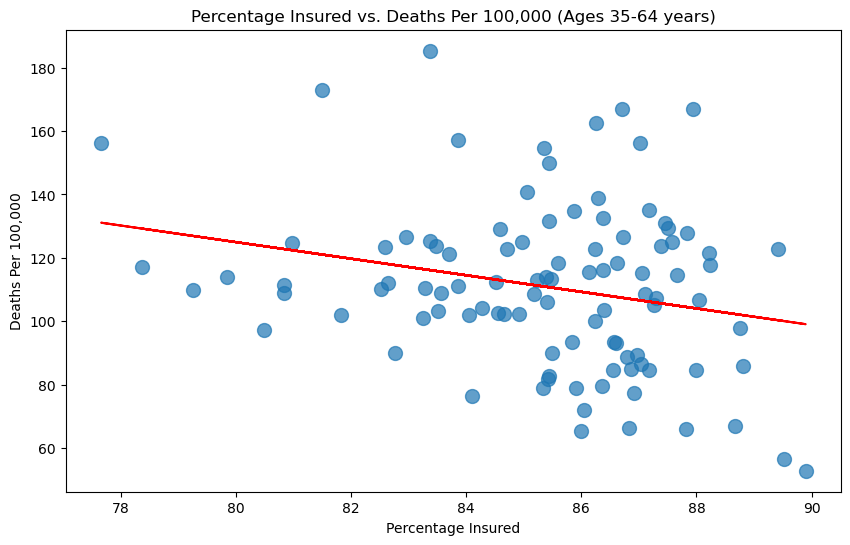 Percentage Insured vs. Deaths Per 100,000 (Ages 35-64 years)
Deaths Per 100,000
180
160
140
120
100
80
60
78 80 82 84 86 88 90
Percentage Insured